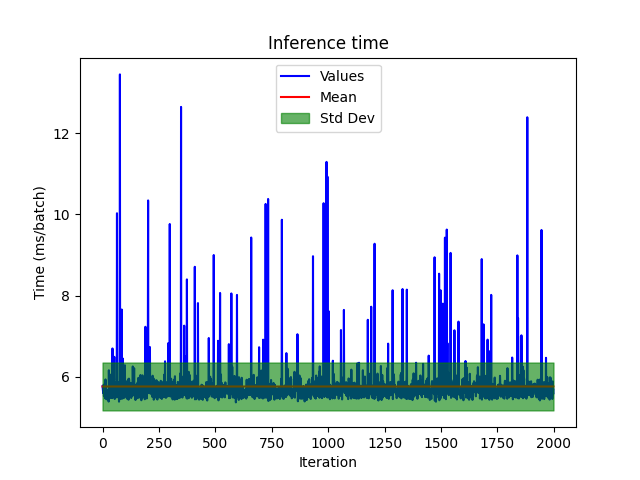 Inference time
Values
Mean
Std Dev
12
10
8
6
Time (ms/batch)
0 250 500 750 1000 1250 1500 1750 2000
Iteration